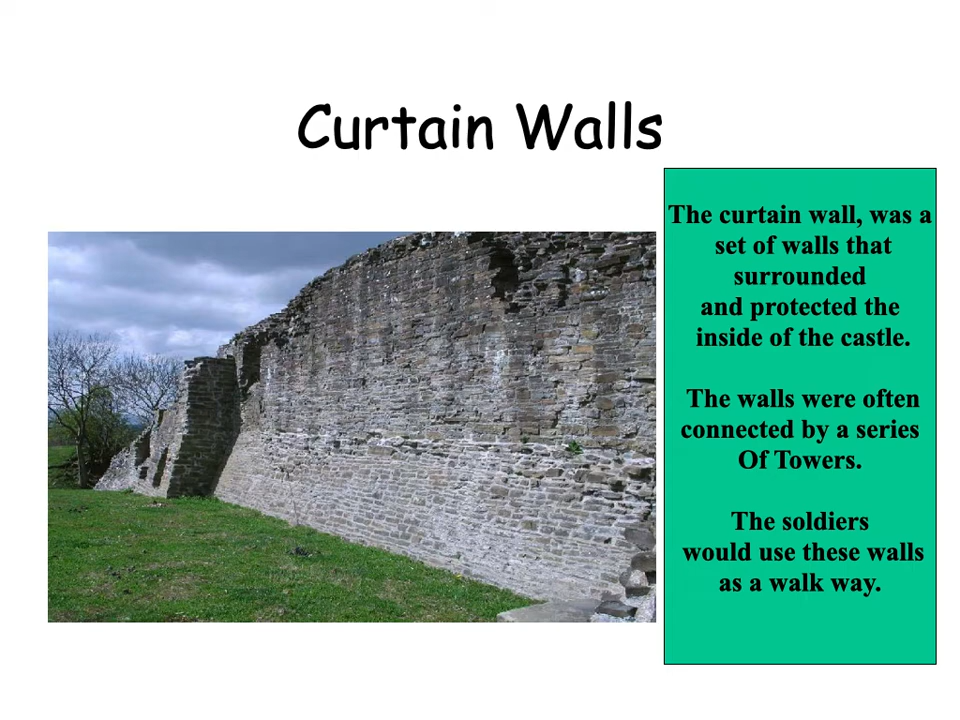 Curtain Walls
The curtain wall, was a
set of walls that
surrounded
and protected the
inside of the castle.
The walls were often
connected by a series
Of Towers.
The soldiers
would use these walls
as a walk way.